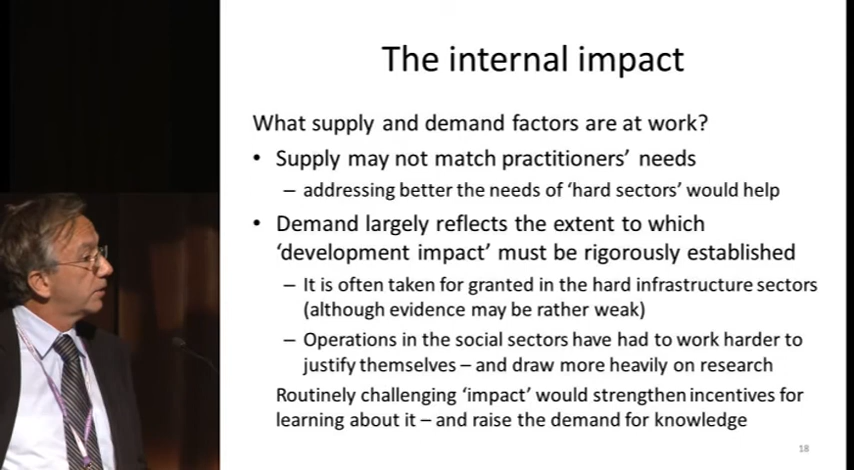 The internal impact
What supply and demand factors are at work?
• Supply may not match practitioners’ needs
– addressing better the needs of ‘hard sectors’ would help
• Demand largely reflects the extent to which
‘development impact’ must be rigorously established
– It is often taken for granted in the hard infrastructure sectors
(although evidence may be rather weak)
– Operations in the social sectors have had to work harder to
justify themselves – and draw more heavily on research
Routinely challenging ‘impact’ would strengthen incentives for
learning about it – and raise the demand for knowledge
18